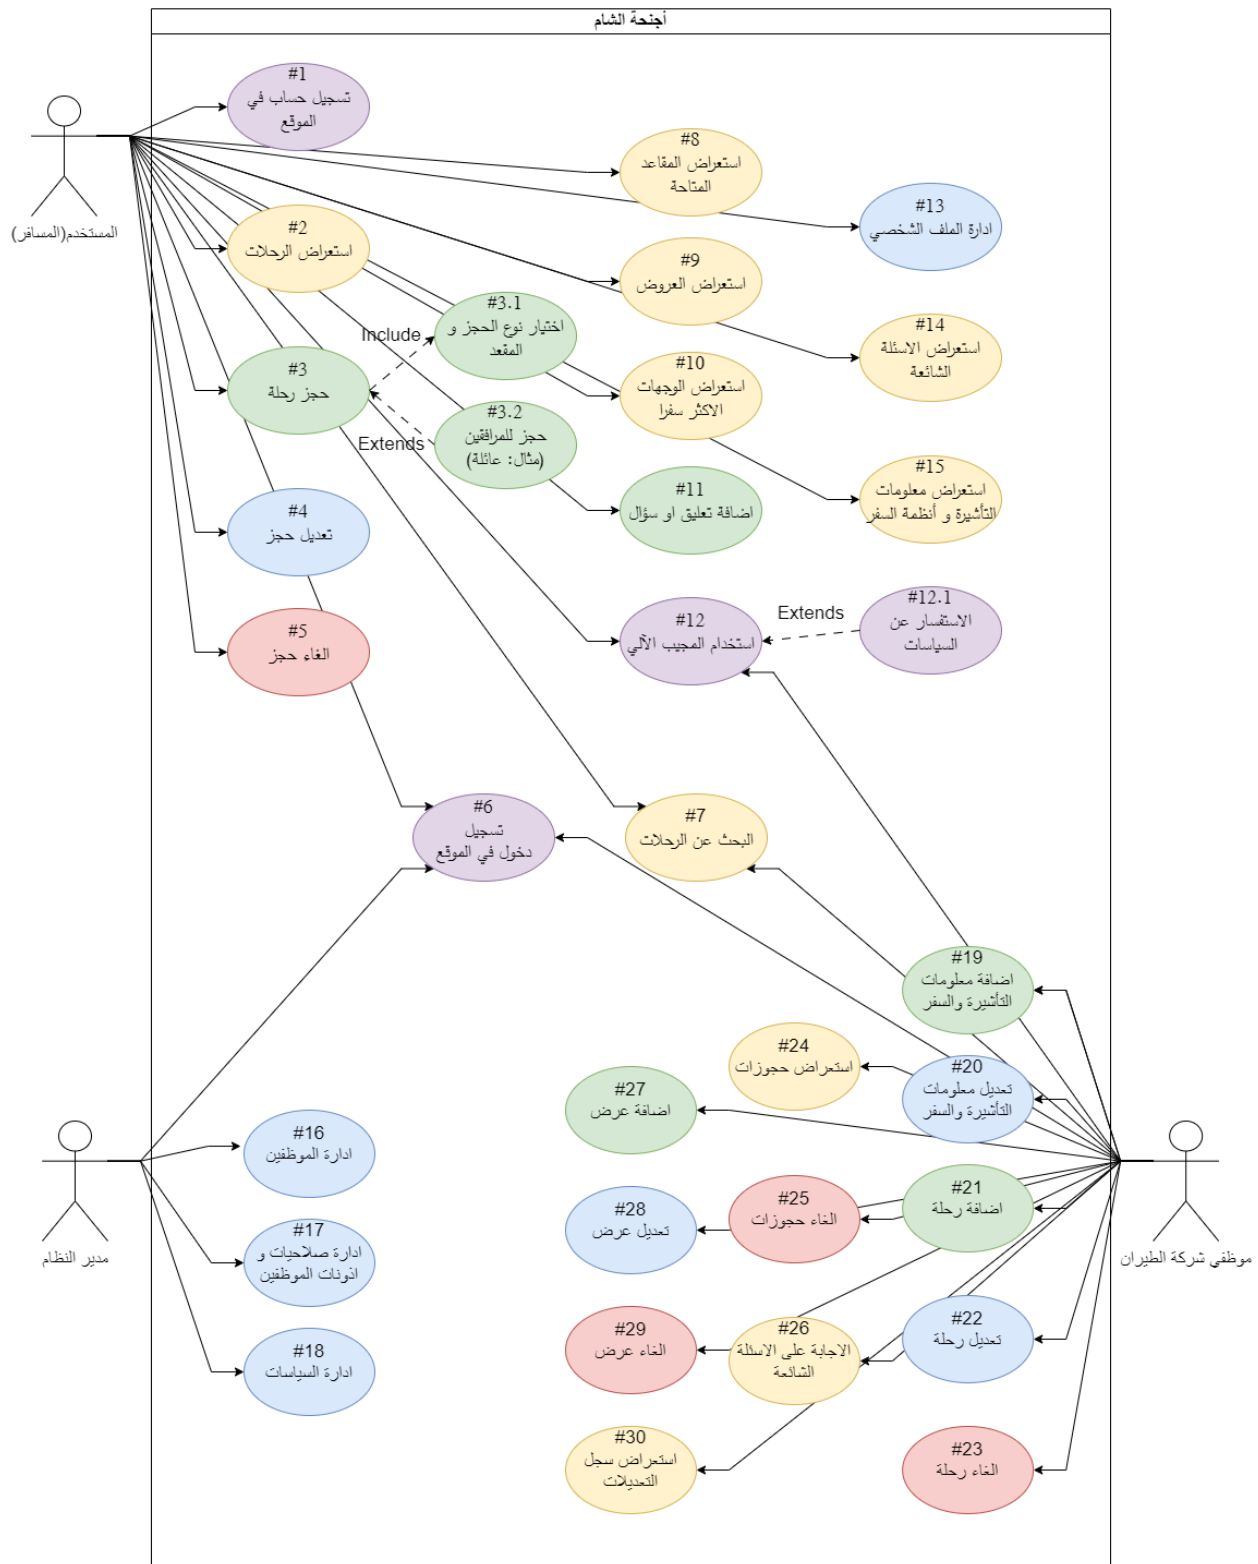 أجنحة الشام
#1
تسجيل حساب في
الموقع
#8
استعراض المقاعد
المتاحة
#13
ادارة الملف الشخصي
المستخدم(المسافر)
#2
استعراض الرحلات
#9
استعراض العروض
#3.1
اختيار نوع الحجز و
المقعد
Include
#14
استعراض الاسئلة
الشائعة
#3
حجز رحلة
#10
استعراض الوجهات
الاكثر سفرا
#3.2
حجز للمرافقين
(مثال: عائلة)
Extends
#15
استعراض معلومات
التأشيرة و أنظمة السفر
#11
اضافة تعليق او سؤال
#4
تعديل حجز
#12
استخدام المجيب الآلي
Extends
#12.1
الاستفسار عن
السياسات
#5
الغاء حجز
#6
تسجيل
دخول في الموقع
#7
البحث عن الرحلات
#19
اضافة معلومات
التأشيرة والسفر
#24
استعراض حجوزات
#20
تعديل معلومات
التأشيرة والسفر
#27
اضافة عرض
#16
ادارة الموظفين
#21
اضافة رحلة
#25
الغاء حجوزات
#28
تعديل عرض
#17
ادارة صلاحيات و
اذونات الموظفين
مدير النظام
موظفي شركة الطيران
#22
تعديل رحلة
#26
الاجابة على الاسئلة
الشائعة
#29
الغاء عرض
#18
ادارة السياسات
#30
استعراض سجل
التعديلات
#23
الغاء رحلة